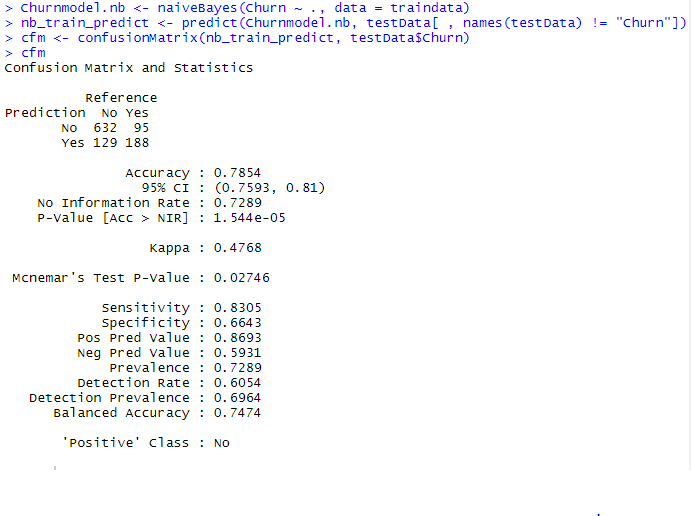 > Churnmodel.nb <- naiveBayes(Churn ~ ., data = traindata)
> nb_train_predict <- predict(Churnmodel.nb, testData[ , names(testData) != "Churn"])
> cfm <- confusionMatrix(nb_train_predict, testData$Churn)
> cfm
Confusion Matrix and Statistics
Reference
Prediction No Yes
No 632 95
Yes 129 188
Accuracy : 0.7854
95% CI : (0.7593, 0.81)
No Information Rate : 0.7289
P-Value [Acc > NIR] : 1.544e-05
Kappa : 0.4768
Mcnemar's Test P-Value : 0.02746
Sensitivity : 0.8305
Specificity : 0.6643
Pos Pred Value : 0.8693
Neg Pred Value : 0.5931
Prevalence : 0.7289
Detection Rate : 0.6054
Detection Prevalence : 0.6964
Balanced Accuracy : 0.7474
'Positive' Class : No